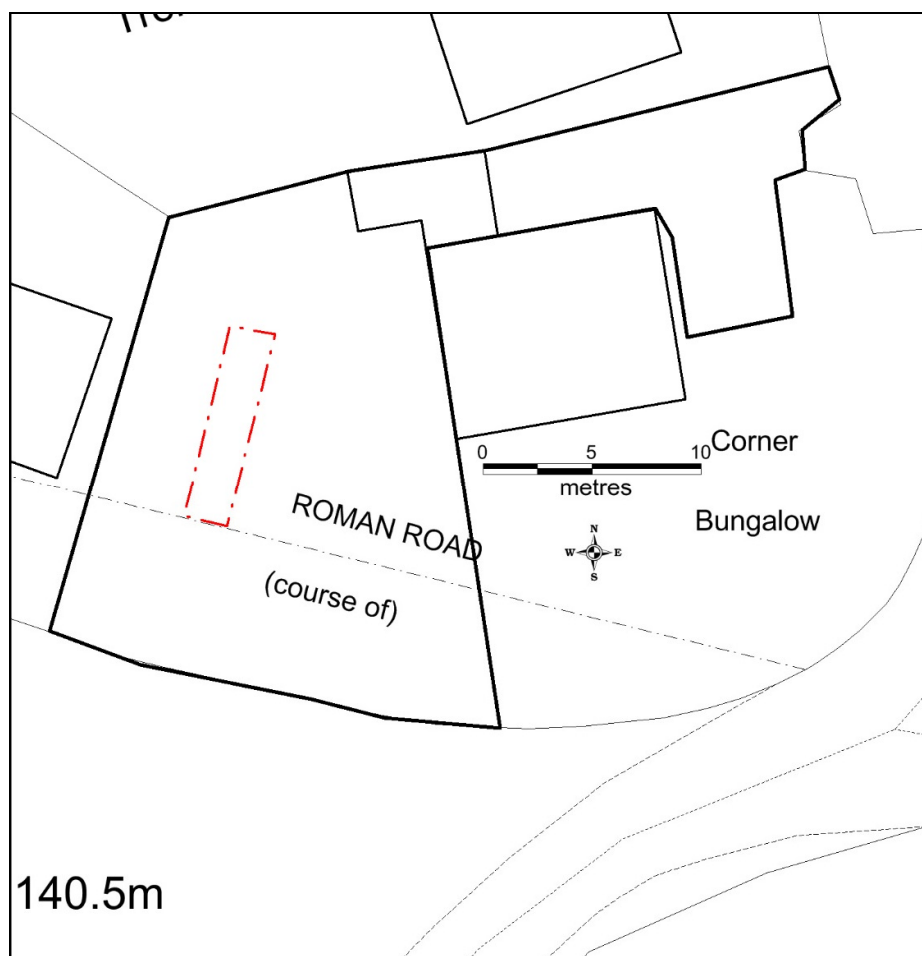 ROMAN ROAD
(course of)
0 5 10
metres
Corner
Bungalow
N
W E
S
140.5m